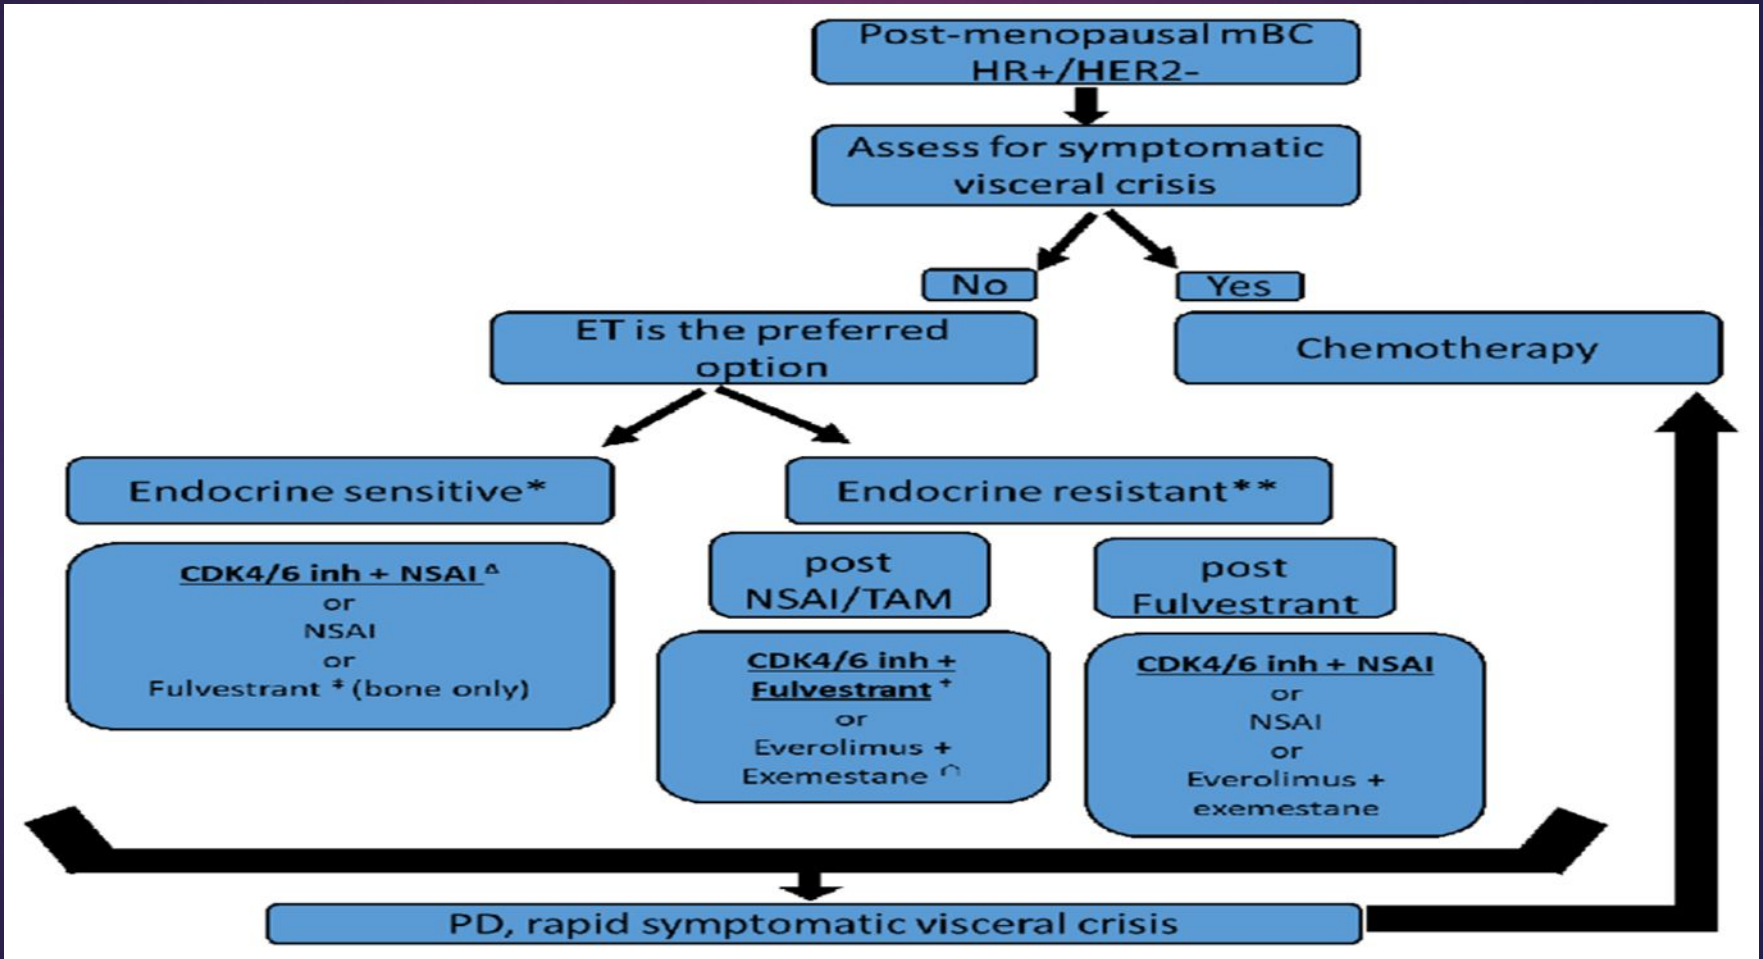 Post-menopausal mBC
HR+/HER2-
Assess for symptomatic
visceral crisis
No
Yes
ET is the preferred
option
Chemotherapy
Endocrine sensitive*
Endocrine resistant**
CDK4/6 inh + NSAI Δ
or
NSAI
or
Fulvestrant ‡ (bone only)
post
NSAI/TAM
CDK4/6 inh +
Fulvestrant +
or
Everolimus +
Exemestane ∩
post
Fulvestrant
CDK4/6 inh + NSAI
or
NSAI
or
Everolimus +
exemestane
PD, rapid symptomatic visceral crisis